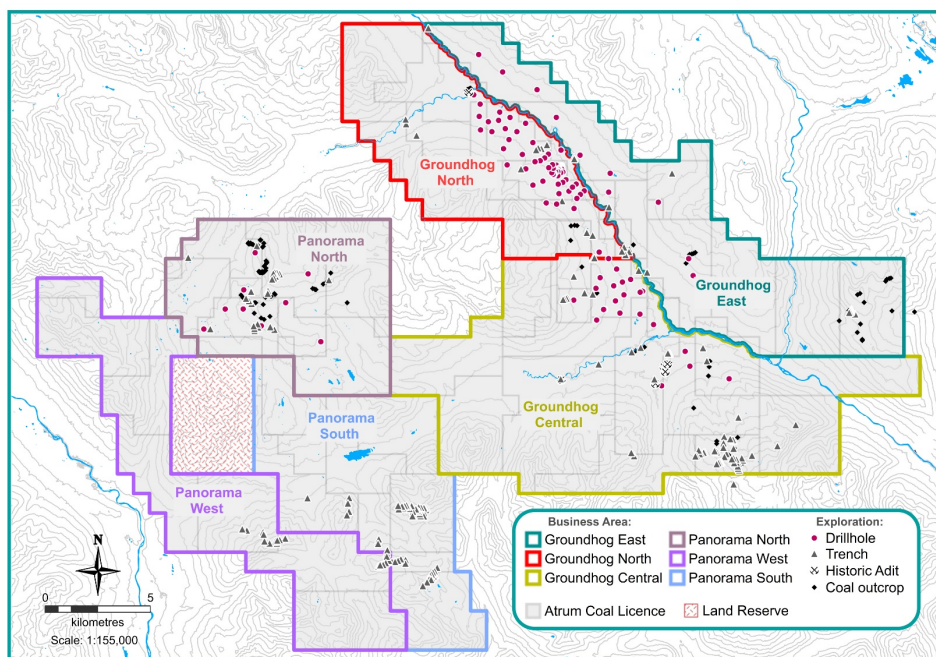 Groundhog
North
Panorama
North
Groundhog
East
Groundhog
Central
Panorama
South
Panorama
West
N
0
5
kilometres
Scale: 1:155,000
Business Area:
Groundhog East
Groundhog North
Groundhog Central
Panorama North
Panorama West
Panorama South
Atrum Coal Licence
Land Reserve
Exploration:
Drillhole
Trench
Historic Adit
Coal outcrop